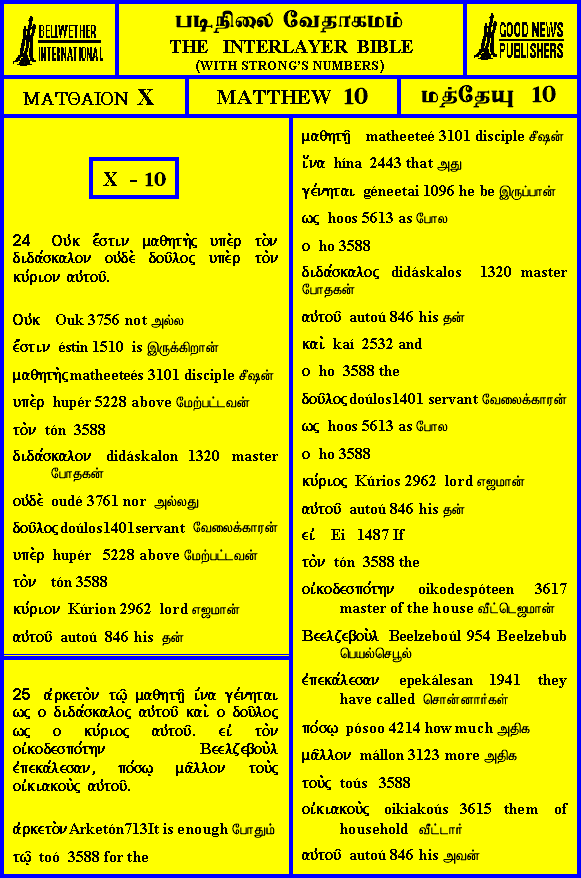 BELLWETHER
INTERNATIONAL
படிநிலை வேதாகமம்
THE INTERLAYER BIBLE
(WITH STRONG'S NUMBERS)
GOOD NEWS
PUBLISHERS
ΜΑΤΘΑΙΟΝ X
MATTHEW 10
மத்தேயு 10
X - 10
24 Οὐκ ἔστιν μαθητὴς υπὲρ τὸν
διδάσκαλον οὐδὲ δοῦλος υπὲρ τὸν
κύριον αὐτοῦ.
Οὐκ Ouk 3756 not அல்ல
ἔστιν éstin 1510 is இருக்கிறான்
μαθητὴς matheeteés 3101 disciple சீஷன்
υπὲρ hupér 5228 above மேற்பட்டவன்
τὸν tón 3588
διδάσκαλον didáskalon 1320 master
போதகன்
οὐδὲ oudé 3761 nor அல்லது
δοῦλος doúlos1401servant வேலைக்காரன்
υπὲρ hupér 5228 above மேற்பட்டவன்
τὸν tón 3588
κύριον Kúrion 2962 lord எஜமான்
αὐτοῦ autoú 846 his தன்
25 ἀρκετὸν τῷ μαθητῇ ἵνα γένηται
ως ο διδάσκαλος αὐτοῦ καὶ ο δοῦλος
ως ο κύριος αὐτοῦ. εἰ τὸν
οἰκοδεσπότην Βεελζεβοὺλ
ἐπεκάλεσαν, πόσῳ μᾶλλον τοὺς
οἰκιακοὺς αὐτοῦ.
ἀρκετὸν Arketón713It is enough போதும்
τῷ toó 3588 for the
μαθητῇ matheeteé 3101 disciple சீஷன்
ἵνα hína 2443 that அது
γένηται géneetai 1096 he be இருப்பான்
ως hoos 5613 as போல
ο ho 3588
διδάσκαλος didáskalos 1320 master
போதகன்
αὐτοῦ autoú 846 his தன்
καὶ kaí 2532 and
ο ho 3588 the
δοῦλος doúlos1401 servant வேலைக்காரன்
ως hoos 5613 as போல
ο ho 3588
κύριος Kúrios 2962 lord எஜமான்
αὐτοῦ autoú 846 his தன்
εἰ Ei 1487 If
τὸν tón 3588 the
οἰκοδεσπότην oikodespóteen 3617
master of the house வீட்டெஜமான்
Βεελζεβοὺλ Beelzeboúl 954 Beelzebub
பெயல்செபூல்
ἐπεκάλεσαν epekálesan 1941 they
have called சொன்னார்கள்
πόσῳ pósoo 4214 how much அதிக
μᾶλλον mállon 3123 more அதிக
τοὺς toús 3588
οἰκιακοὺς oikiakoús 3615 them of
household வீட்டார்
αὐτοῦ autoú 846 his அவன்